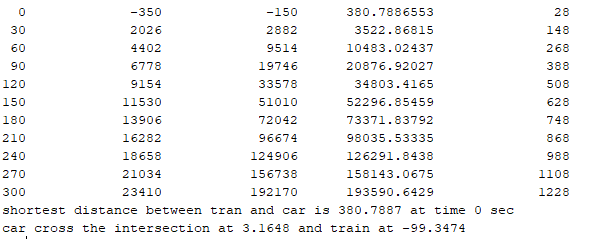 0 -350 -150 380.7886553 28
30 2026 2882 3522.86815 148
60 4402 9514 10483.02437 268
90 6778 19746 20876.92027 388
120 9154 33578 34803.4165 508
150 11530 51010 52296.85459 628
180 13906 72042 73371.83792 748
210 16282 96674 98035.53335 868
240 18658 124906 126291.8438 988
270 21034 156738 158143.0675 1108
300 23410 192170 193590.6429 1228
shortest distance between tran and car is 380.7887 at time 0 sec
car cross the intersection at 3.1648 and train at -99.3474